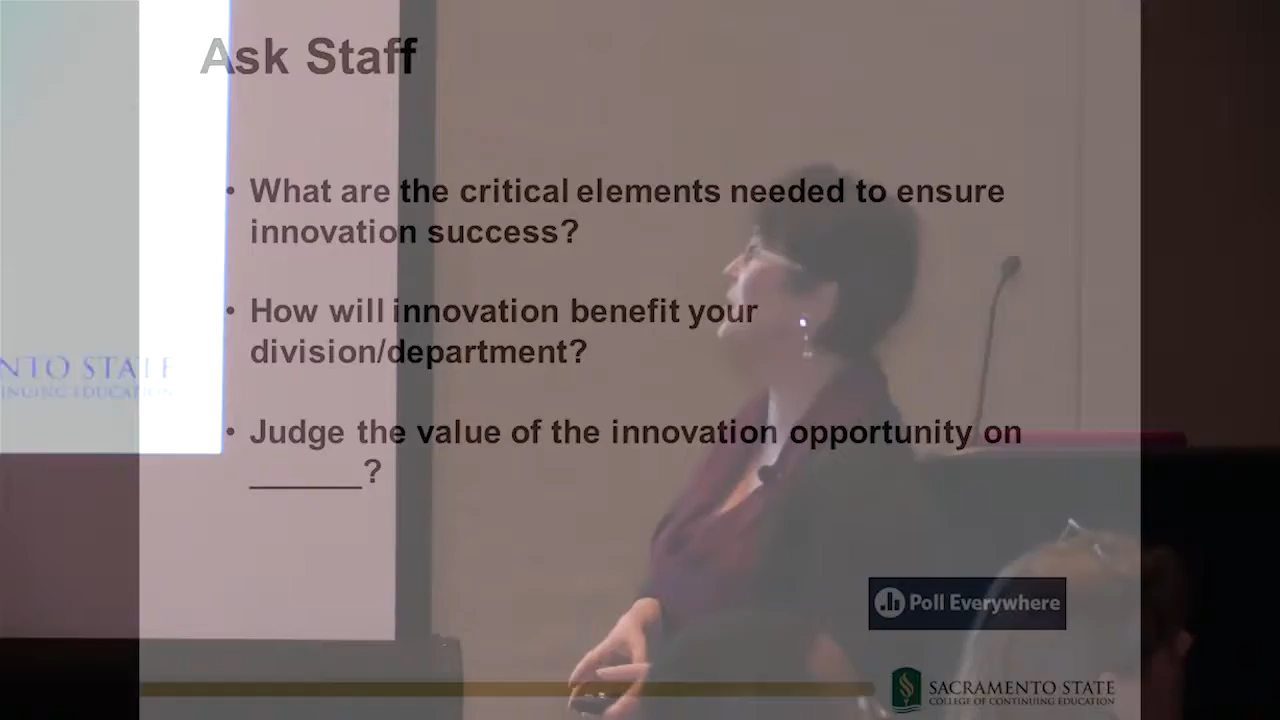 Ask Staff
• What are the critical elements needed to ensure
innovation success?
• How will innovation benefit your
division/department?
• Judge the value of the innovation opportunity on
______?
NTO STATE
INUING EDUCATION
Poll Everywhere
SACRAMENTO STATE
COLLEGE OF CONTINUING EDUCATION